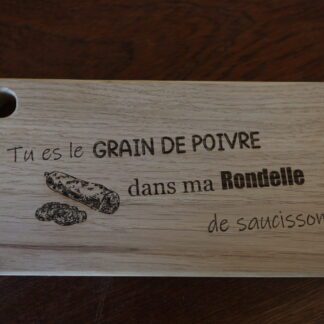 Tu es le GRAIN DE POIVRE
dans ma Rondelle
de saucisson